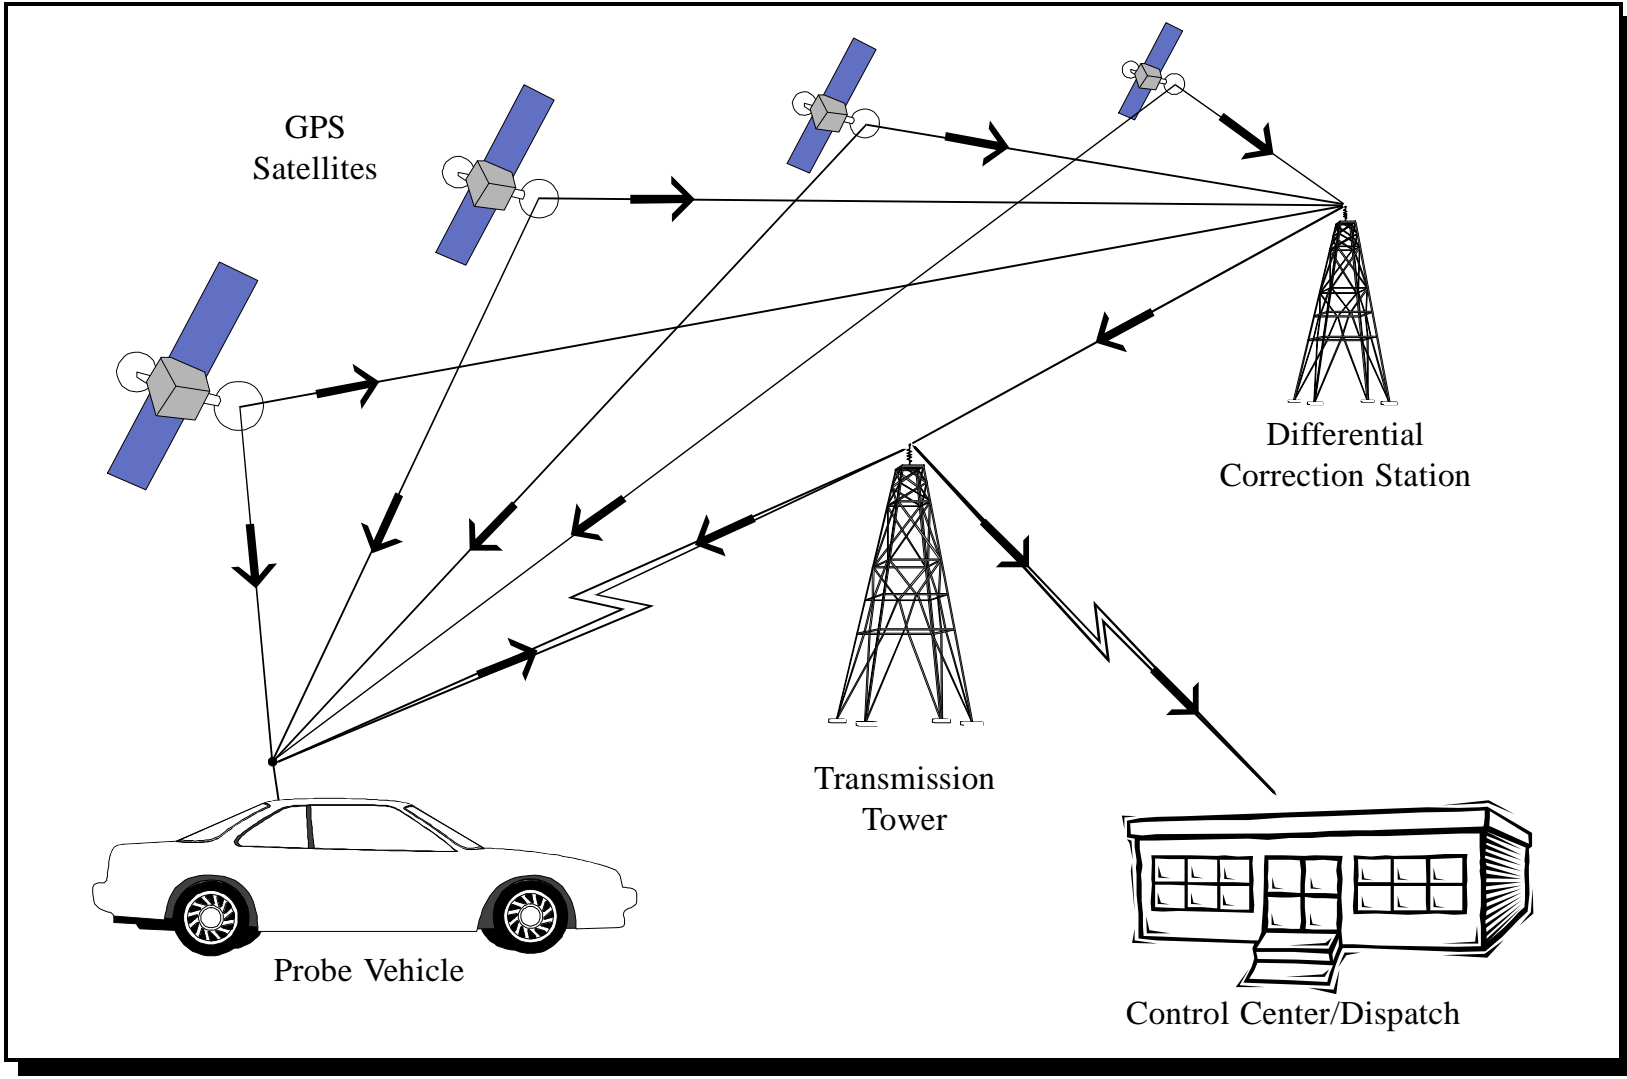 GPS
Satellites
Differential
Correction Station
Transmission
Tower
Probe Vehicle
Control Center/Dispatch